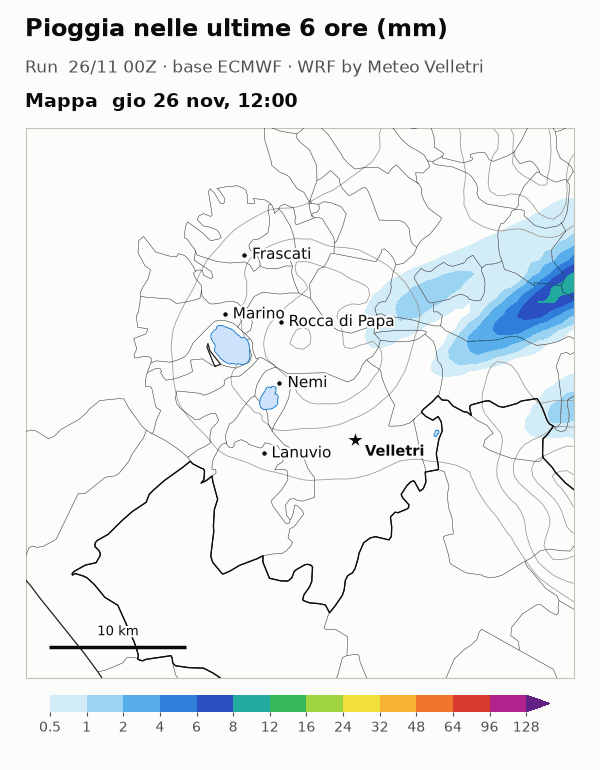 Pioggia nelle ultime 6 ore (mm)
Run  26/11 00Z · base ECMWF · WRF by Meteo Velletri
Mappa  gio 26 nov, 12:00
Frascati
Marino
Rocca di Papa
Nemi
Velletri
Lanuvio
10 km
0.5 1 2 4 6 8 12 16 24 32 48 64 96 128